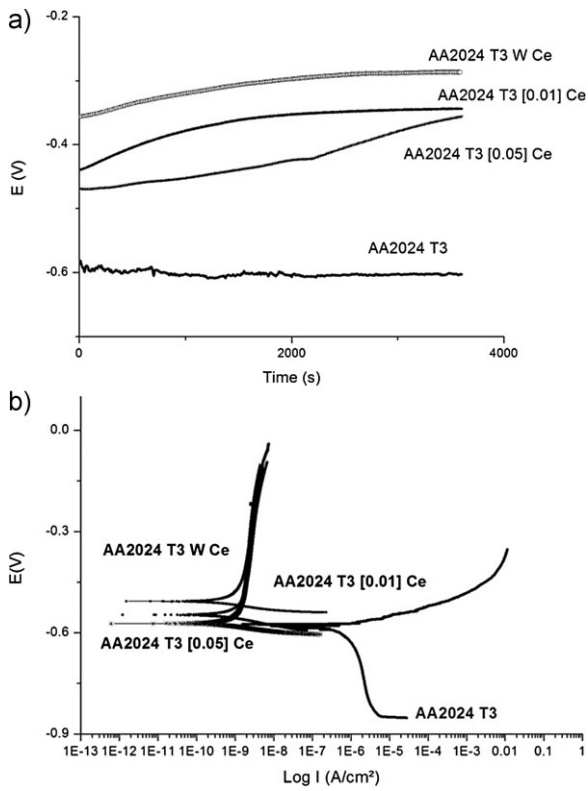 a)
-0.2
AA2024 T3 W Ce
AA2024 T3 [0.01] Ce
-0.4
AA2024 T3 [0.05] Ce
E (V)
AA2024 T3
-0.6
0 2000 4000
Time (s)
b)
0.0
-0.3
AA2024 T3 W Ce
E(V)
AA2024 T3 [0.01] Ce
-0.6
AA2024 T3 [0.05] Ce
AA2024 T3
-0.9
1E-13 1E-12 1E-11 1E-10 1E-9 1E-8 1E-7 1E-6 1E-5 1E-4 1E-3 0.01 0.1 1
Log I (A/cm²)